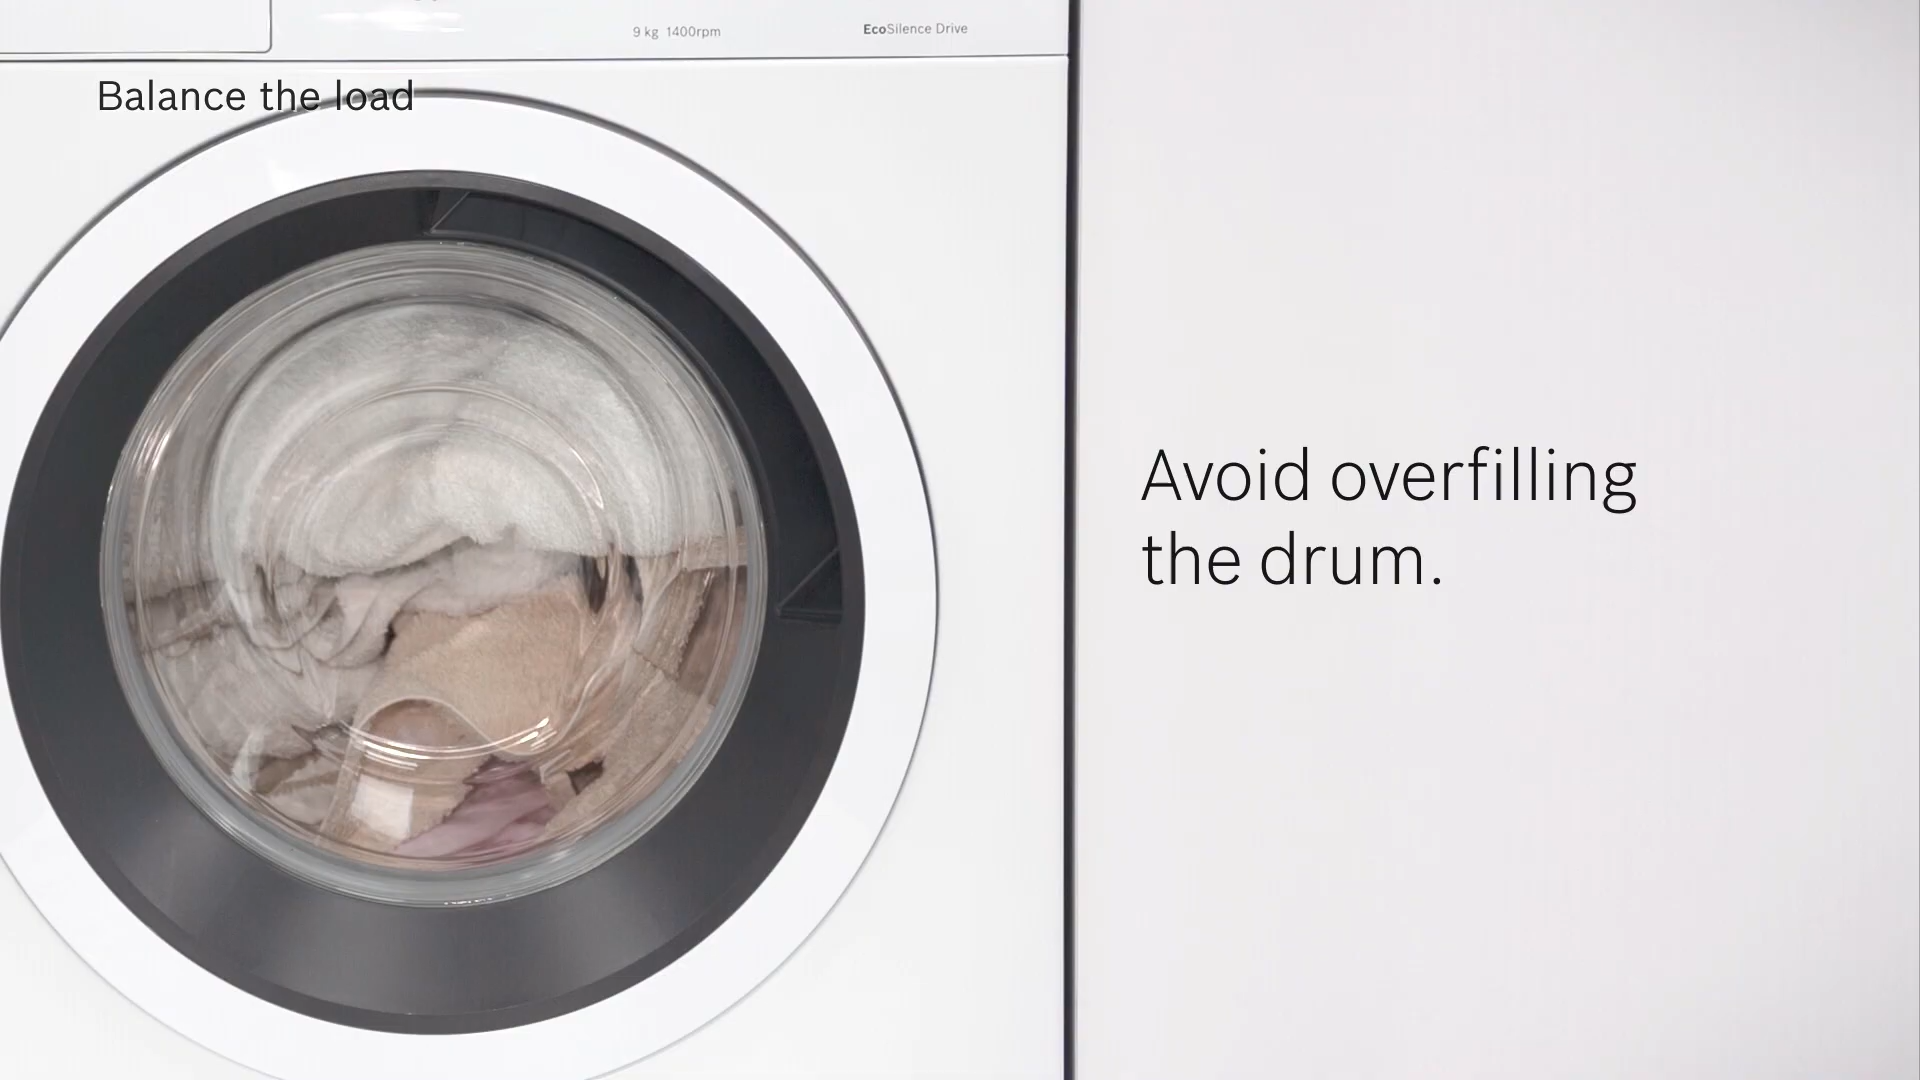 9 kg 1400rpm
EcoSilence Drive
Balance the load
Avoid overfilling
the drum.